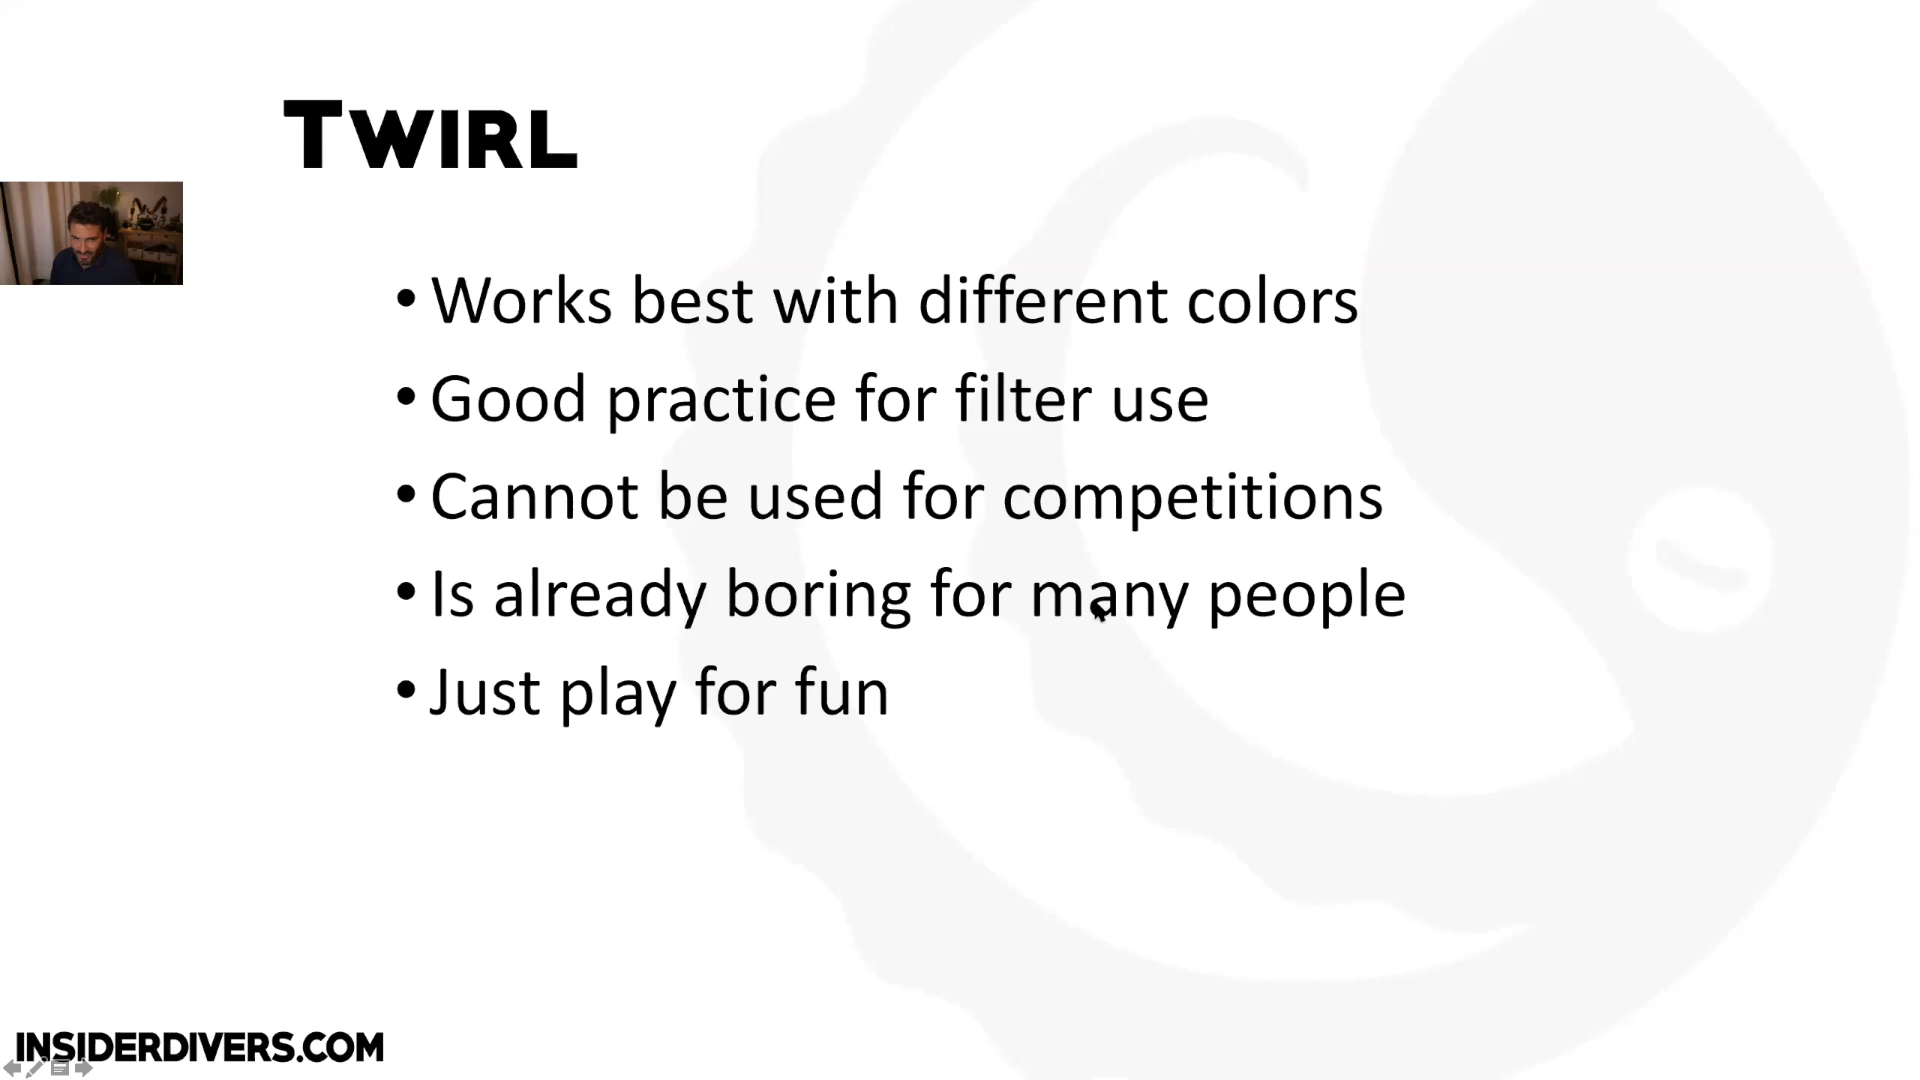 TWIRL
• Works best with different colors
• Good practice for filter use
• Cannot be used for competitions
• Is already boring for many people
• Just play for fun
INSIDERDIVERS.COM